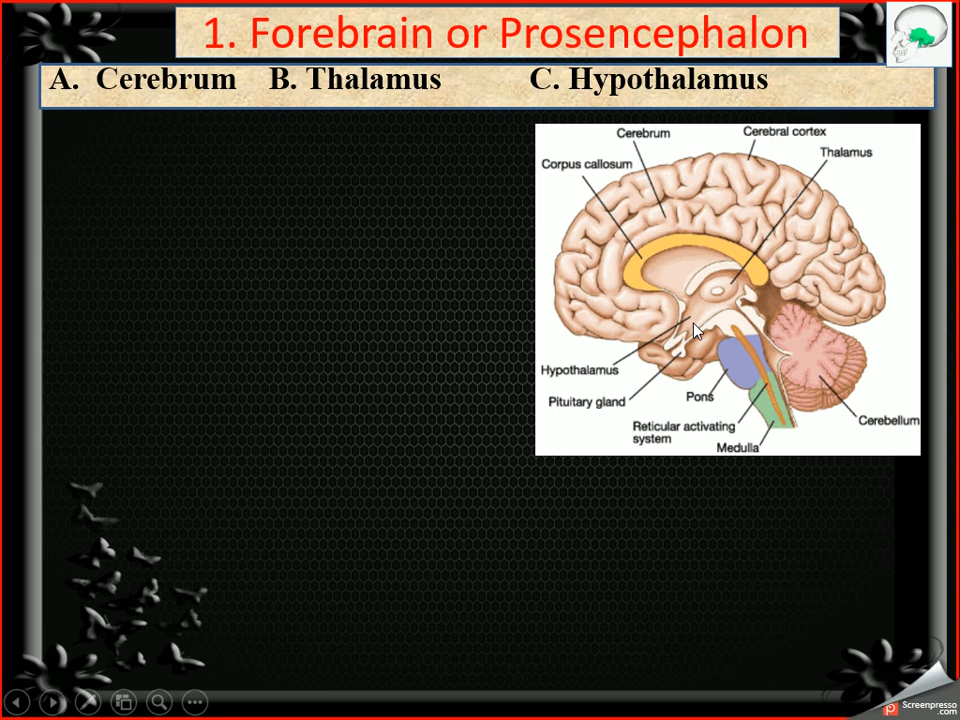 1. Forebrain or Prosencephalon
A. Cerebrum B. Thalamus C. Hypothalamus
Cerebrum
Cerebral cortex
Corpus callosum
Thalamus
Hypothalamus
Pituitary gland
Pons
Reticular activating
system
Medulla
Cerebellum
Screenpresso
.com